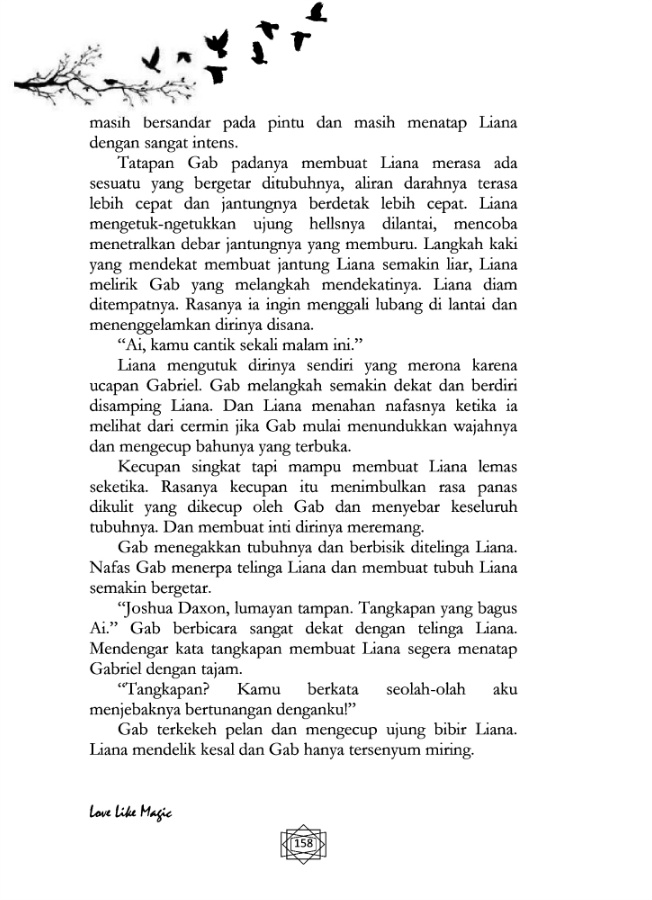 masih bersandar pada pintu dan masih menatap Liana
dengan sangat intens.
Tatapan Gab padanya membuat Liana merasa ada
sesuatu yang bergetar ditubuhnya, aliran darahnya terasa
lebih cepat dan jantungnya berdetak lebih cepat. Liana
mengetuk-ngetukkan ujung hellsnya dilantai, mencoba
menetralkan debar jantungnya yang memburu. Langkah kaki
yang mendekat membuat jantung Liana semakin liar, Liana
melirik Gab yang melangkah mendekatinya. Liana diam
ditempatnya. Rasanya ia ingin menggali lubang di lantai dan
menenggelamkan dirinya disana.
“Ai, kamu cantik sekali malam ini.”
Liana mengutuk dirinya sendiri yang merona karena
ucapan Gabriel. Gab melangkah semakin dekat dan berdiri
disamping Liana. Dan Liana menahan nafasnya ketika ia
melihat dari cermin jika Gab mulai menundukkan wajahnya
dan mengecup bahunya yang terbuka.
Kecupan singkat tapi mampu membuat Liana lemas
seketika. Rasanya kecupan itu menimbulkan rasa panas
dikulit yang dikecup oleh Gab dan menyebar keseluruh
tubuhnya. Dan membuat inti dirinya meremang.
Gab menegakkan tubuhnya dan berbisik ditelinga Liana.
Nafas Gab menerpa telinga Liana dan membuat tubuh Liana
semakin bergetar.
“Joshua Daxon, lumayan tampan. Tangkapan yang bagus
Ai.” Gab berbicara sangat dekat dengan telinga Liana.
Mendengar kata tangkapan membuat Liana segera menatap
Gabriel dengan tajam.
“Tangkapan? Kamu berkata seolah-olah aku
menjebaknya bertunangan denganku!”
Gab terkekeh pelan dan mengecup ujung bibir Liana.
Liana mendelik kesal dan Gab hanya tersenyum miring.
Love Like Magic
158